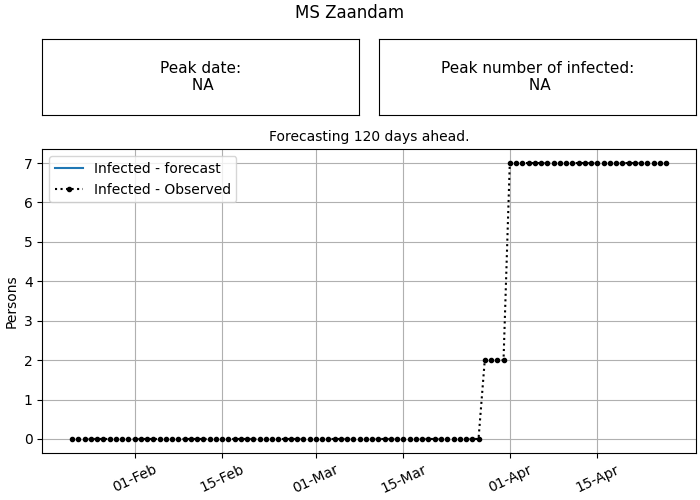 MS Zaandam
Peak date:
NA
Peak number of infected:
NA
Forecasting 120 days ahead.
Infected - forecast
Infected - Observed
Persons
7
6
5
4
3
2
1
0
01-Feb
15-Feb
01-Mar
15-Mar
01-Apr
15-Apr